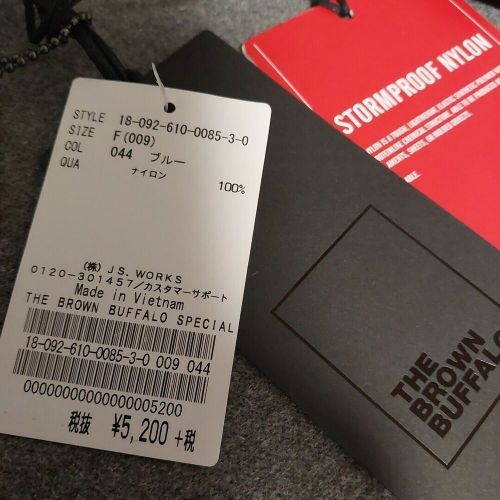 STYLE 18-092-610-0085-3-0
SIZE F(009)
COL 044 ブルー
QUA ナイロン 100%
(株) J.S. WORKS
0120-301457/カスタマーサポート
Made in Vietnam
THE BROWN BUFFALO SPECIAL
18-092-610-0085-3-0 009 044
税抜 ¥5,200 +税
STORMPROOF NYLON
THE
BROWN
BUFFALO